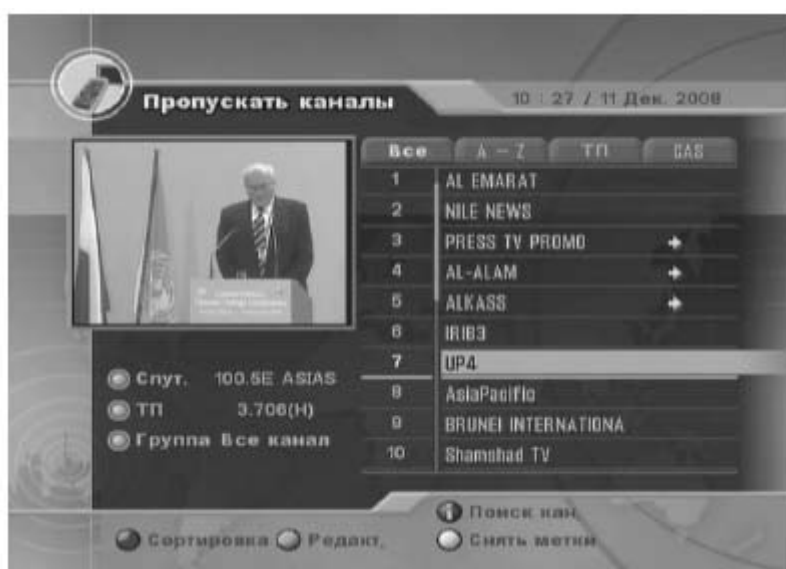 Пропускать каналы
10 : 27 / 11 Дек. 2008
Все A - Z ТП CAS
1 AL EMARAT
2 NILE NEWS
3 PRESS TV PROMO
4 AL-ALAM
5 ALKASS
6 IRIB3
7 UP4
8 AsiaPacific
9 BRUNEI INTERNATIONA
10 Shamshad TV
Спут. 100.5E ASIAS
ТП 3.706(H)
Группа Все канал
Поиск кан.
Сортировка Редакт.
Снять метки